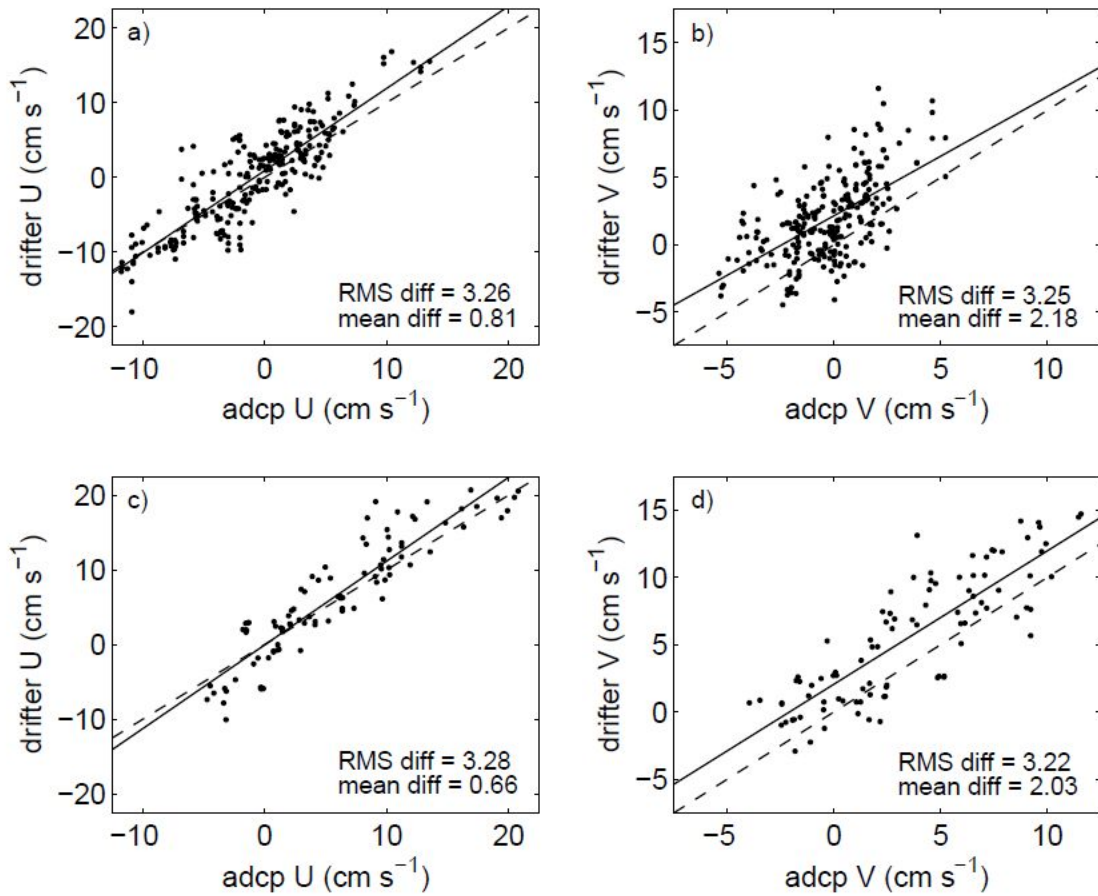 a)
20
10
0
−10
−20
drifter U (cm s⁻¹)
RMS diff = 3.26
mean diff = 0.81
−10 0 10 20
adcp U (cm s⁻¹)
b)
15
10
5
0
−5
drifter V (cm s⁻¹)
RMS diff = 3.25
mean diff = 2.18
−5 0 5 10
adcp V (cm s⁻¹)
c)
20
10
0
−10
−20
drifter U (cm s⁻¹)
RMS diff = 3.28
mean diff = 0.66
−10 0 10 20
adcp U (cm s⁻¹)
d)
15
10
5
0
−5
drifter V (cm s⁻¹)
RMS diff = 3.22
mean diff = 2.03
−5 0 5 10
adcp V (cm s⁻¹)